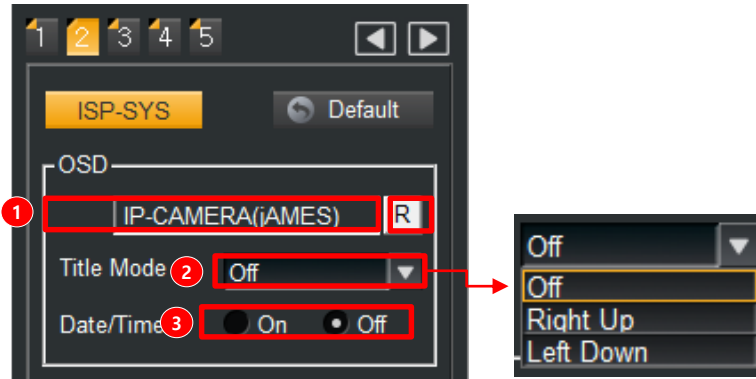 1 2 3 4 5
ISP-SYS Default
OSD
1 IP-CAMERA(jAMES) R
Title Mode 2 Off
Date/Time 3 On Off
Off
Off
Right Up
Left Down